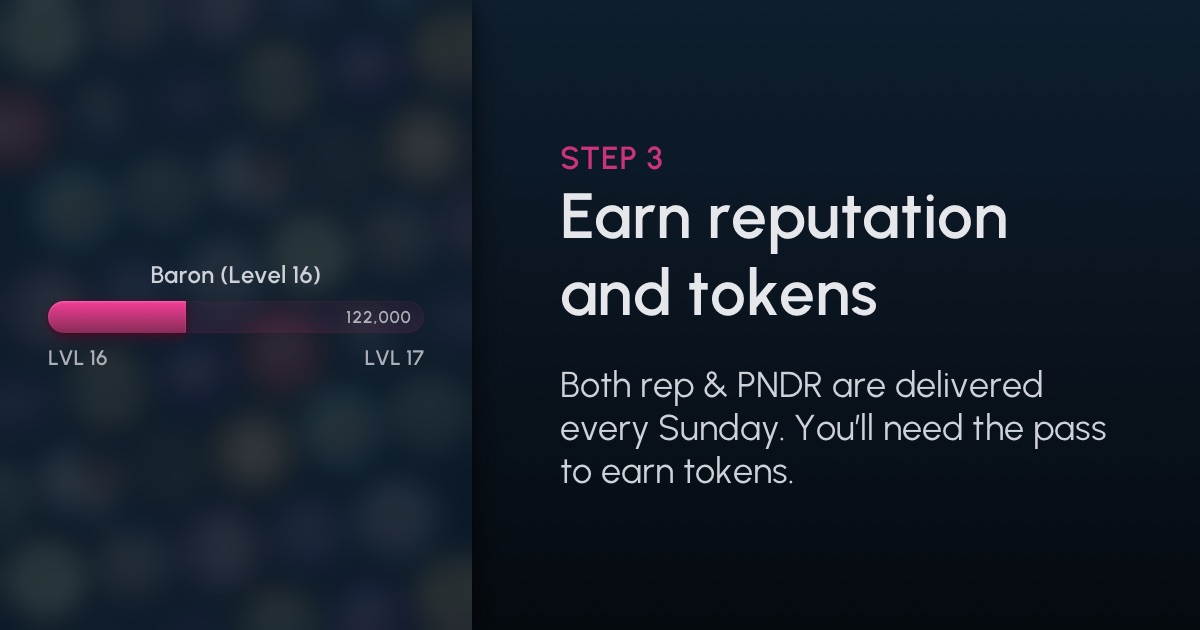 Baron (Level 16)
122,000
LVL 16
LVL 17
STEP 3
Earn reputation
and tokens
Both rep & PNDR are delivered
every Sunday. You'll need the pass
to earn tokens.